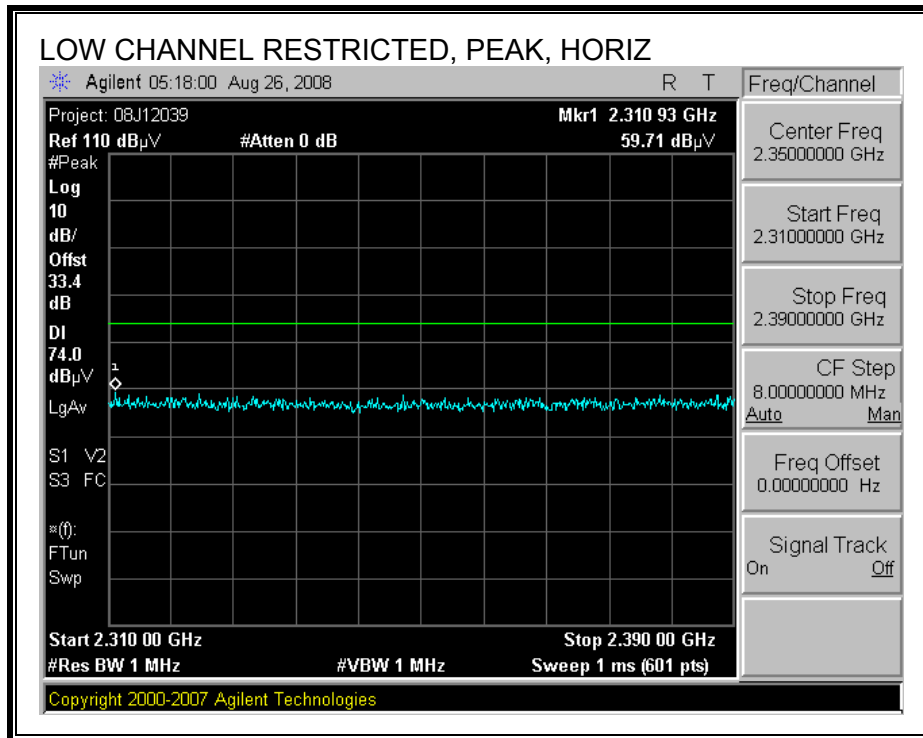 LOW CHANNEL RESTRICTED, PEAK, HORIZ
Agilent 05:18:00 Aug 26, 2008 R T
Project: 08J12039 Mkr1 2.310 93 GHz
Ref 110 dBµV #Atten 0 dB 59.71 dBµV
#Peak
Log
10
dB/
Offst
33.4
dB
DI
74.0
dBµV
1
LgAv
S1 V2
S3 FC
¤(f):
FTun
Swp
Start 2.310 00 GHz Stop 2.390 00 GHz
#Res BW 1 MHz #VBW 1 MHz Sweep 1 ms (601 pts)
Copyright 2000-2007 Agilent Technologies
Freq/Channel
Center Freq
2.35000000 GHz
Start Freq
2.31000000 GHz
Stop Freq
2.39000000 GHz
CF Step
8.00000000 MHz
Auto Man
Freq Offset
0.00000000 Hz
Signal Track
On Off